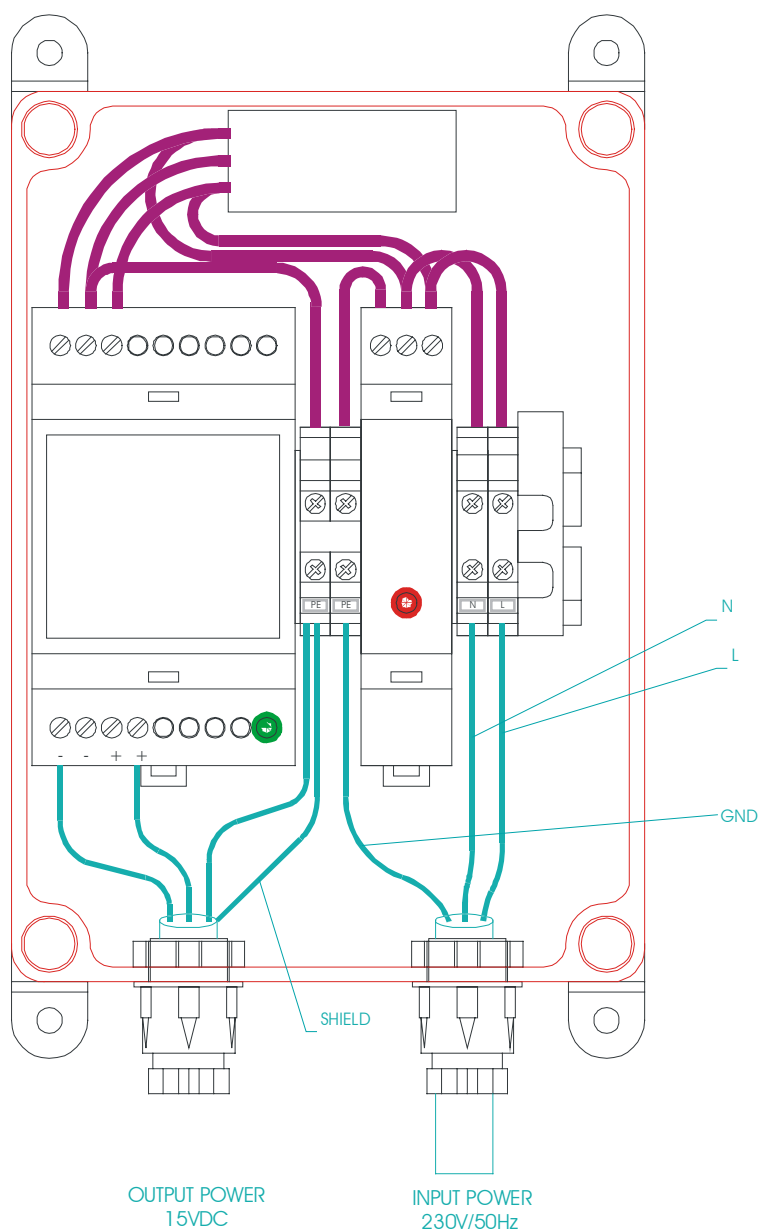 PE PE N L
N
L
- - + +
GND
SHIELD
OUTPUT POWER
15VDC
INPUT POWER
230V/50Hz